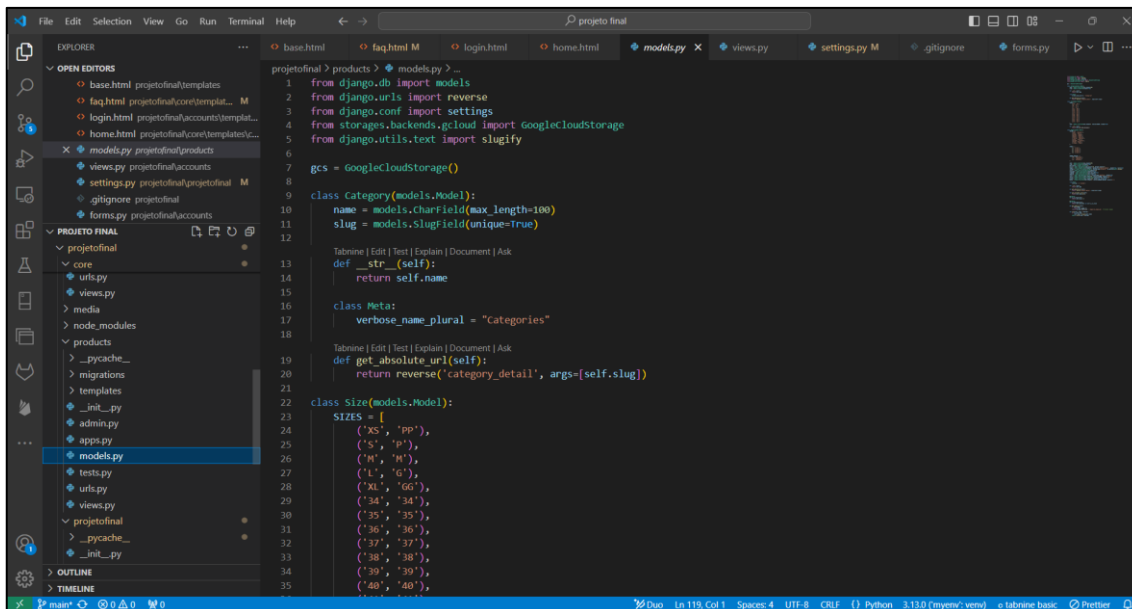 File Edit Selection View Go Run Terminal Help
projeto final
EXPLORER
base.html faq.html M login.html home.html models.py views.py settings.py M .gitignore forms.py
OPEN EDITORS
base.html projetofinal\templates
faq.html projetofinal\core\templat... M
login.html projetofinal\accounts\templat...
home.html projetofinal\core\templates\c...
models.py projetofinal\products
views.py projetofinal\accounts
settings.py projetofinal\projetofinal M
.gitignore projetofinal
forms.py projetofinal\accounts
PROJETO FINAL
projetofinal
core
urls.py
views.py
media
node_modules
products
__pycache__
migrations
templates
__init__.py
admin.py
apps.py
models.py
tests.py
urls.py
views.py
projetofinal
__pycache__
__init__.py
OUTLINE
TIMELINE
projetofinal > products > models.py > ...
1 from django.db import models
2 from django.urls import reverse
3 from django.conf import settings
4 from storages.backends.gcloud import GoogleCloudStorage
5 from django.utils.text import slugify
6
7 gcs = GoogleCloudStorage()
8
9 class Category(models.Model):
10 name = models.CharField(max_length=100)
11 slug = models.SlugField(unique=True)
12
Tabnine | Edit | Test | Explain | Document | Ask
13 def __str__(self):
14 return self.name
15
16 class Meta:
17 verbose_name_plural = "Categories"
18
Tabnine | Edit | Test | Explain | Document | Ask
19 def get_absolute_url(self):
20 return reverse('category_detail', args=[self.slug])
21
22 class Size(models.Model):
23 SIZES = [
24 ('XS', 'PP'),
25 ('S', 'P'),
26 ('M', 'M'),
27 ('L', 'G'),
28 ('XL', 'GG'),
29 ('34', '34'),
30 ('35', '35'),
31 ('36', '36'),
32 ('37', '37'),
33 ('38', '38'),
34 ('39', '39'),
35 ('40', '40'),
main* 0 0 0 Duo Ln 119, Col 1 Spaces: 4 UTF-8 CRLF {} Python 3.13.0 ('myenv': venv) tabnine basic Prettier